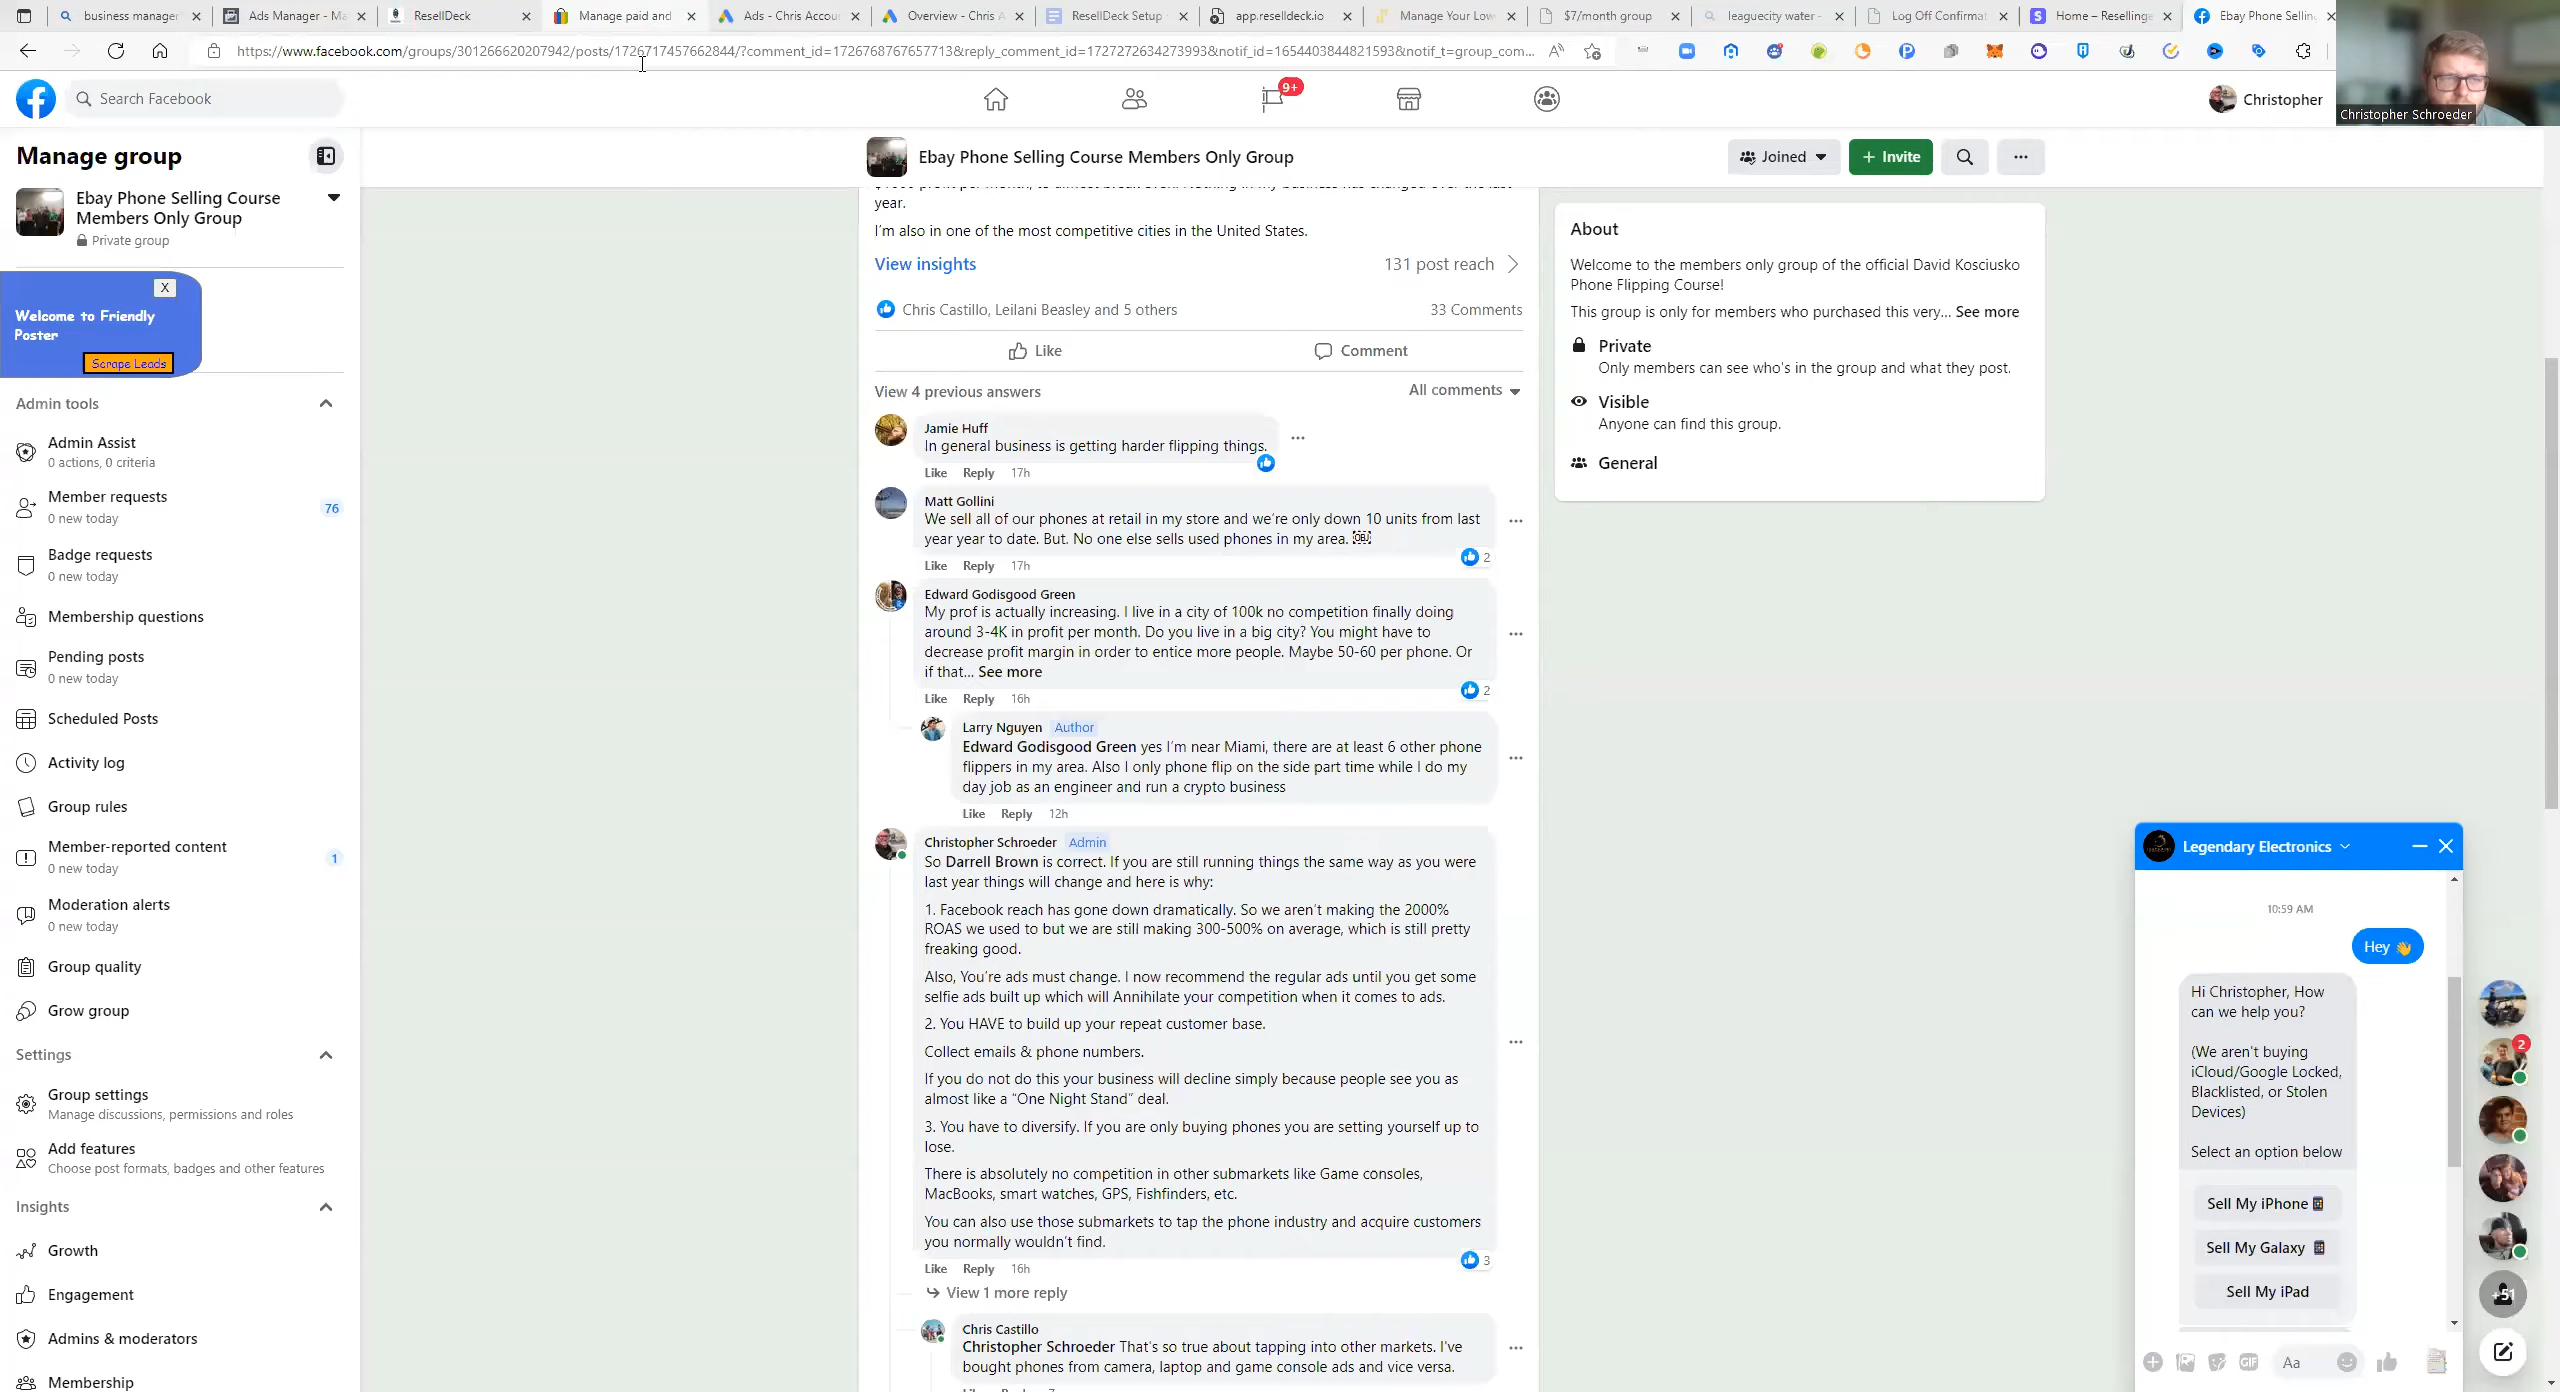 business manager
Ads Manager - Ma
ResellDeck
Manage paid and
Ads - Chris Accou
Overview - Chris A
ResellDeck Setup
app.reselldeck.io
Manage Your Low
$7/month group
leaguecity water -
Log Off Confirmat
Home – Reselling
Ebay Phone Sellin
https://www.facebook.com/groups/301266620207942/posts/1726717457662844/?comment_id=1726768767657713&reply_comment_id=1727272634273993&notif_id=1654403844821593&notif_t=group_com...
Search Facebook
9+
Christopher
Christopher Schroeder
Manage group
Ebay Phone Selling Course
Members Only Group
Private group
X
Welcome to Friendly
Poster
Scrape Leads
Admin tools
Admin Assist
0 actions, 0 criteria
Member requests
0 new today
76
Badge requests
0 new today
Membership questions
Pending posts
0 new today
Scheduled Posts
Activity log
Group rules
Member-reported content
0 new today
1
Moderation alerts
0 new today
Group quality
Grow group
Settings
Group settings
Manage discussions, permissions and roles
Add features
Choose post formats, badges and other features
Insights
Growth
Engagement
Admins & moderators
Membership
Ebay Phone Selling Course Members Only Group
Joined
+ Invite
year.
I'm also in one of the most competitive cities in the United States.
View insights
131 post reach
Chris Castillo, Leilani Beasley and 5 others
33 Comments
Like
Comment
View 4 previous answers
All comments
Jamie Huff
In general business is getting harder flipping things.
Like Reply 17h
Matt Gollini
We sell all of our phones at retail in my store and we're only down 10 units from last
year year to date. But. No one else sells used phones in my area.
2
Like Reply 17h
Edward Godisgood Green
My prof is actually increasing. I live in a city of 100k no competition finally doing
around 3-4K in profit per month. Do you live in a big city? You might have to
decrease profit margin in order to entice more people. Maybe 50-60 per phone. Or
if that... See more
2
Like Reply 16h
Larry Nguyen Author
Edward Godisgood Green yes I'm near Miami, there are at least 6 other phone
flippers in my area. Also I only phone flip on the side part time while I do my
day job as an engineer and run a crypto business
Like Reply 12h
Christopher Schroeder Admin
So Darrell Brown is correct. If you are still running things the same way as you were
last year things will change and here is why:
1. Facebook reach has gone down dramatically. So we aren't making the 2000%
ROAS we used to but we are still making 300-500% on average, which is still pretty
freaking good.
Also, You're ads must change. I now recommend the regular ads until you get some
selfie ads built up which will Annihilate your competition when it comes to ads.
2. You HAVE to build up your repeat customer base.
Collect emails & phone numbers.
If you do not do this your business will decline simply because people see you as
almost like a "One Night Stand" deal.
3. You have to diversify. If you are only buying phones you are setting yourself up to
lose.
There is absolutely no competition in other submarkets like Game consoles,
MacBooks, smart watches, GPS, Fishfinders, etc.
You can also use those submarkets to tap the phone industry and acquire customers
you normally wouldn't find.
3
Like Reply 16h
View 1 more reply
Chris Castillo
Christopher Schroeder That's so true about tapping into other markets. I've
bought phones from camera, laptop and game console ads and vice versa.
About
Welcome to the members only group of the official David Kosciusko
Phone Flipping Course!
This group is only for members who purchased this very... See more
Private
Only members can see who's in the group and what they post.
Visible
Anyone can find this group.
General
Legendary Electronics
10:59 AM
Hey 👋
Hi Christopher, How
can we help you?
(We aren't buying
iCloud/Google Locked,
Blacklisted, or Stolen
Devices)
Select an option below
Sell My iPhone
Sell My Galaxy
Sell My iPad
GIF
Aa
2
+51